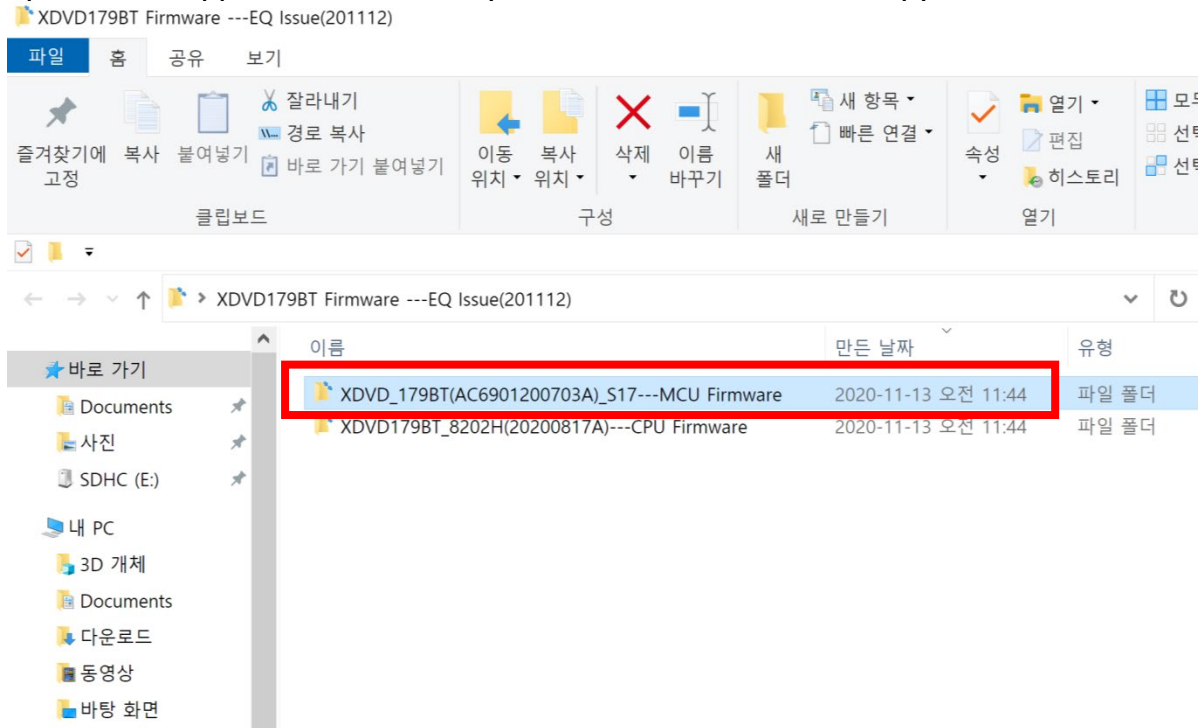 XDVD179BT Firmware ---EQ Issue(201112)
파일 홈 공유 보기
즐겨찾기에 고정
복사
붙여넣기
잘라내기
경로 복사
바로 가기 붙여넣기
클립보드
이동 위치
복사 위치
삭제
이름 바꾸기
구성
새 폴더
새 항목
빠른 연결
새로 만들기
속성
열기
편집
히스토리
열기
선택
XDVD179BT Firmware ---EQ Issue(201112)
이름 만든 날짜 유형
XDVD_179BT(AC6901200703A)_S17---MCU Firmware 2020-11-13 오전 11:44 파일 폴더
XDVD179BT_8202H(20200817A)---CPU Firmware 2020-11-13 오전 11:44 파일 폴더
바로 가기
Documents
사진
SDHC (E:)
내 PC
3D 개체
Documents
다운로드
동영상
바탕 화면